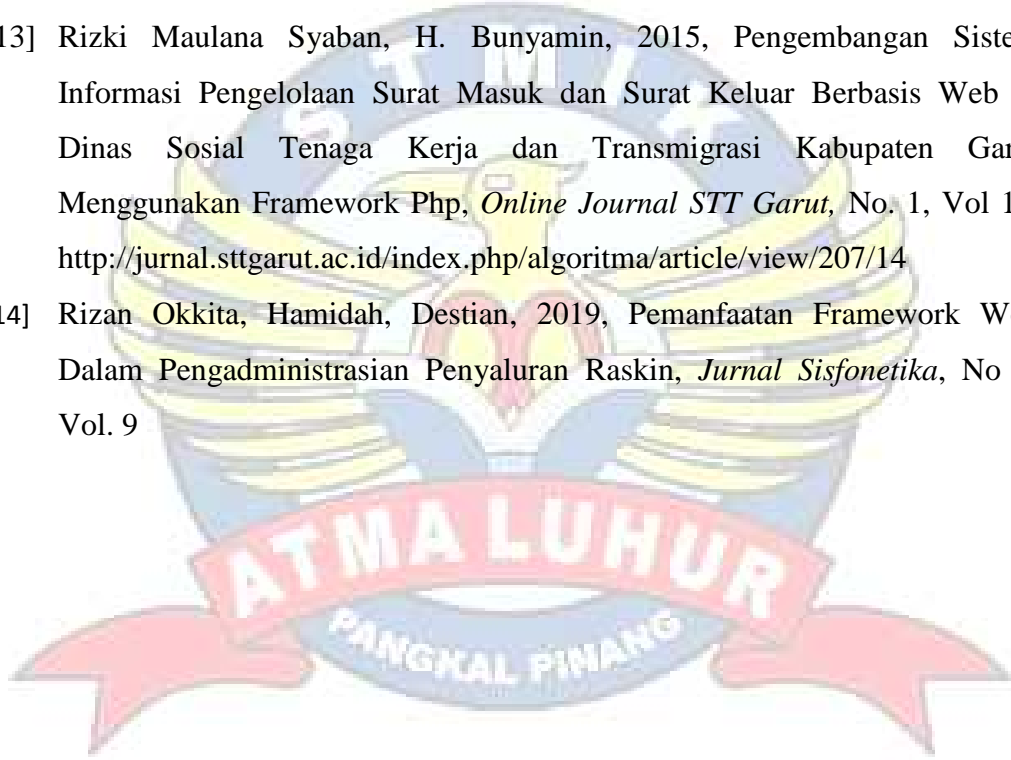 13] Rizki Maulana Syaban, H. Bunyamin, 2015, Pengembangan Siste
Informasi Pengelolaan Surat Masuk dan Surat Keluar Berbasis Web
Dinas Sosial Tenaga Kerja dan Transmigrasi Kabupaten Gar
Menggunakan Framework Php, Online Journal STT Garut, No. 1, Vol 1
http://jurnal.sttgarut.ac.id/index.php/algoritma/article/view/207/14
14] Rizan Okkita, Hamidah, Destian, 2019, Pemanfaatan Framework W
Dalam Pengadministrasian Penyaluran Raskin, Jurnal Sisfonetika, No
Vol. 9
STMIK
ATMA LUHUR
PANGKAL PINANG